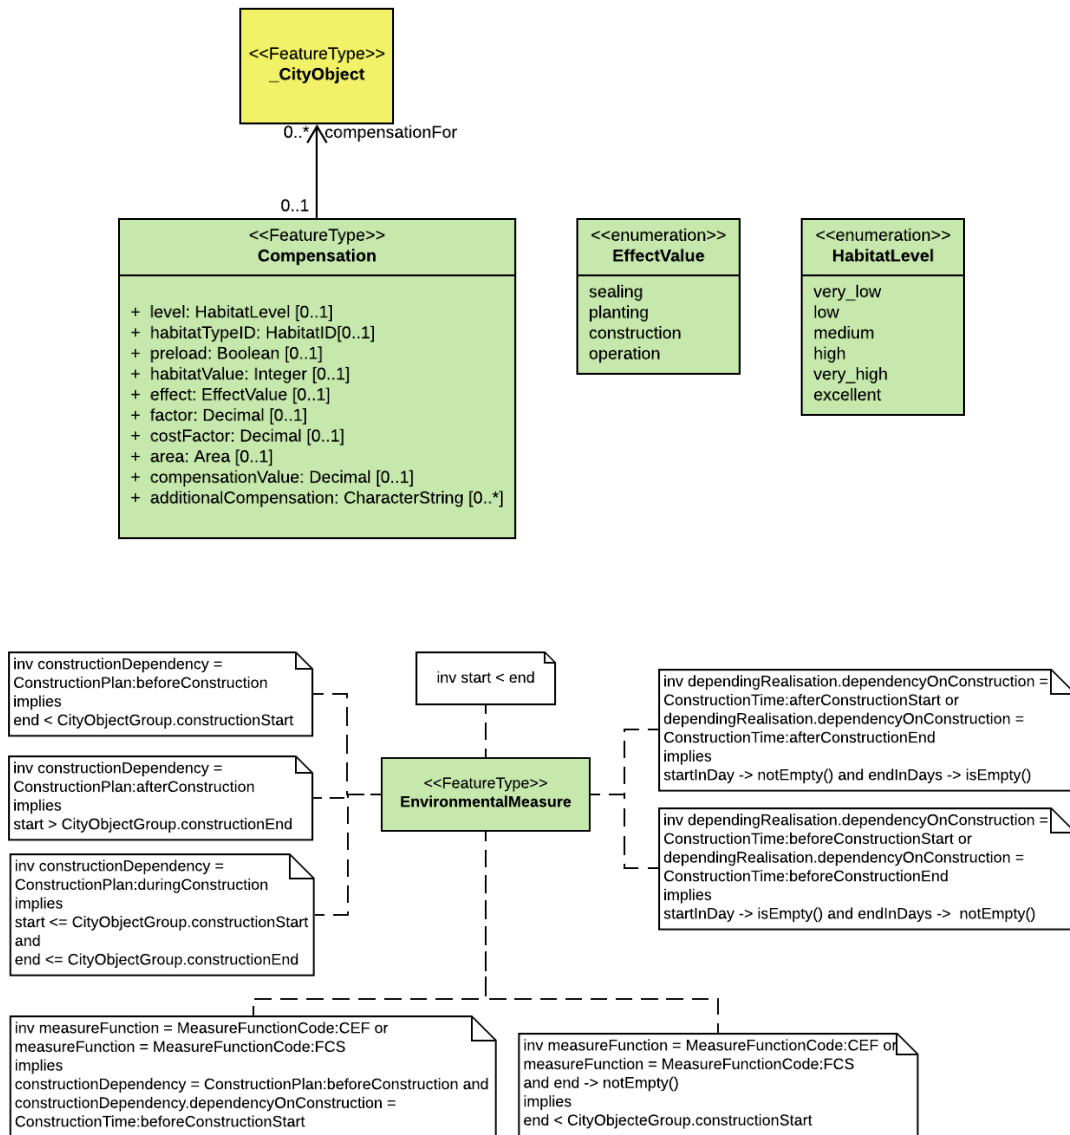 <<FeatureType>>
_CityObject
0..* compensationFor
0..1
<<FeatureType>>
Compensation
+ level: HabitatLevel [0..1]
+ habitatTypeID: HabitatID[0..1]
+ preload: Boolean [0..1]
+ habitatValue: Integer [0..1]
+ effect: EffectValue [0..1]
+ factor: Decimal [0..1]
+ costFactor: Decimal [0..1]
+ area: Area [0..1]
+ compensationValue: Decimal [0..1]
+ additionalCompensation: CharacterString [0..*]
<<enumeration>>
EffectValue
sealing
planting
construction
operation
<<enumeration>>
HabitatLevel
very_low
low
medium
high
very_high
excellent
inv constructionDependency =
ConstructionPlan:beforeConstruction
implies
end < CityObjectGroup.constructionStart
inv constructionDependency =
ConstructionPlan:afterConstruction
implies
start > CityObjectGroup.constructionEnd
inv constructionDependency =
ConstructionPlan:duringConstruction
implies
start <= CityObjectGroup.constructionStart
and
end <= CityObjectGroup.constructionEnd
inv start < end
<<FeatureType>>
EnvironmentalMeasure
inv dependingRealisation.dependencyOnConstruction =
ConstructionTime:afterConstructionStart or
dependingRealisation.dependencyOnConstruction =
ConstructionTime:afterConstructionEnd
implies
startInDay -> notEmpty() and endInDays -> isEmpty()
inv dependingRealisation.dependencyOnConstruction =
ConstructionTime:beforeConstructionStart or
dependingRealisation.dependencyOnConstruction =
ConstructionTime:beforeConstructionEnd
implies
startInDay -> isEmpty() and endInDays -> notEmpty()
inv measureFunction = MeasureFunctionCode:CEF or
measureFunction = MeasureFunctionCode:FCS
implies
constructionDependency = ConstructionPlan:beforeConstruction and
constructionDependency.dependencyOnConstruction =
ConstructionTime:beforeConstructionStart
inv measureFunction = MeasureFunctionCode:CEF or
measureFunction = MeasureFunctionCode:FCS
and end -> notEmpty()
implies
end < CityObjecteGroup.constructionStart